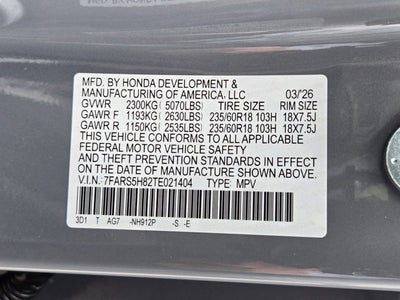 MFD. BY HONDA DEVELOPMENT &
MANUFACTURING OF AMERICA, LLC 03/'26
GVWR 2300KG (5070LBS) TIRE SIZE RIM SIZE
GAWR F 1193KG (2630LBS) 235/60R18 103H 18X7.5J
GAWR R 1150KG (2535LBS) 235/60R18 103H 18X7.5J
THIS VEHICLE CONFORMS TO ALL APPLICABLE
FEDERAL MOTOR VEHICLE SAFETY
AND THEFT PREVENTION STANDARDS IN EFFECT
ON THE DATE OF MANUFACTURE SHOWN ABOVE.
V.I.N.: 7FARS5H82TE021404 TYPE: MPV
3D1 T AG7 -NH912P -S -E